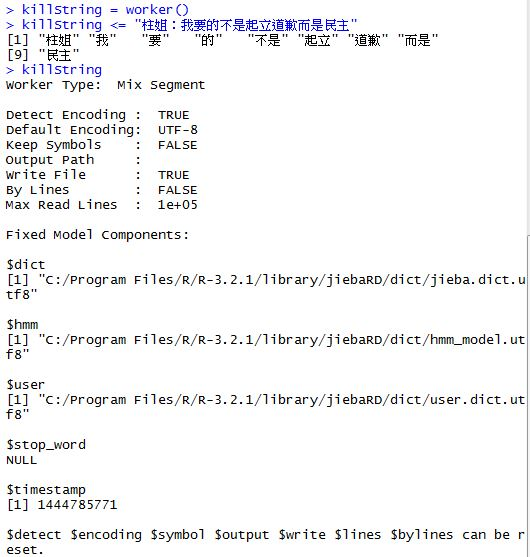 > killString = worker()
> killString <= "柱姐：我要的不是起立道歉而是民主"
[1] "柱姐" "我" "要" "的" "不是" "起立" "道歉" "而是"
[9] "民主"
> killString
Worker Type:  Mix Segment

Detect Encoding :  TRUE
Default Encoding:  UTF-8
Keep Symbols    :  FALSE
Output Path     :
Write File      :  TRUE
By Lines        :  FALSE
Max Read Lines  :  1e+05

Fixed Model Components:

$dict
[1] "C:/Program Files/R/R-3.2.1/library/jiebaRD/dict/jieba.dict.u
tf8"

$hmm
[1] "C:/Program Files/R/R-3.2.1/library/jiebaRD/dict/hmm_model.ut
f8"

$user
[1] "C:/Program Files/R/R-3.2.1/library/jiebaRD/dict/user.dict.ut
f8"

$stop_word
NULL

$timestamp
[1] 1444785771

$detect $encoding $symbol $output $write $lines $bylines can be r
eset.